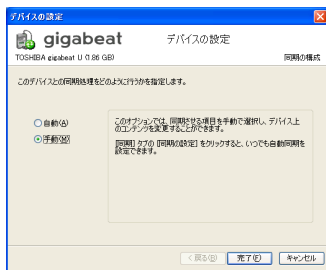 デバイスの設定
gigabeat
デバイスの設定
TOSHIBA gigabeat U (1.86 GB)
同期の構成
このデバイスとの同期処理をどのように行うかを指定します。
自動(A)
手動(M)
このオプションでは、同期させる項目を手動で選択し、デバイス上
のコンテンツを変更することができます。
[同期] タブの [同期の設定] をクリックすると、いつでも自動同期を
設定できます。
< 戻る(B)
完了(F)
キャンセル